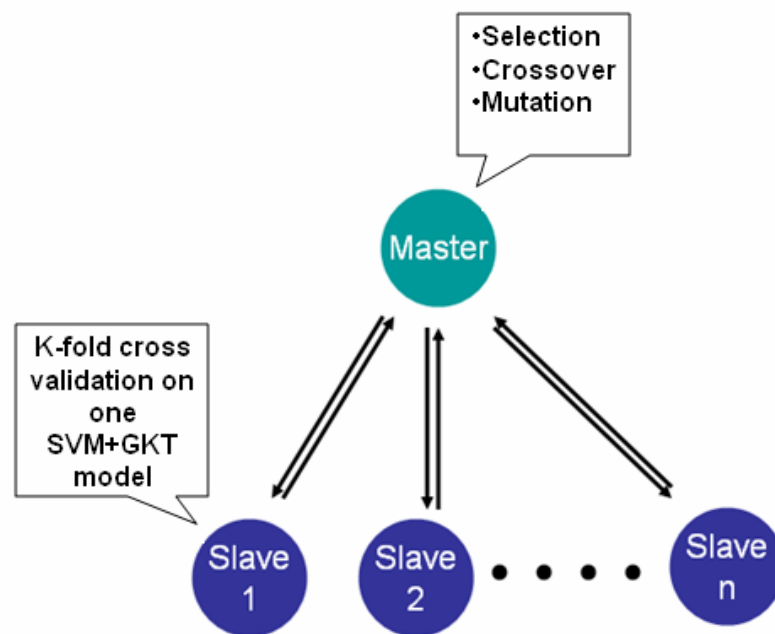 •Selection
•Crossover
•Mutation
Master
K-fold cross
validation on
one
SVM+GKT
model
Slave
1
Slave
2
Slave
n